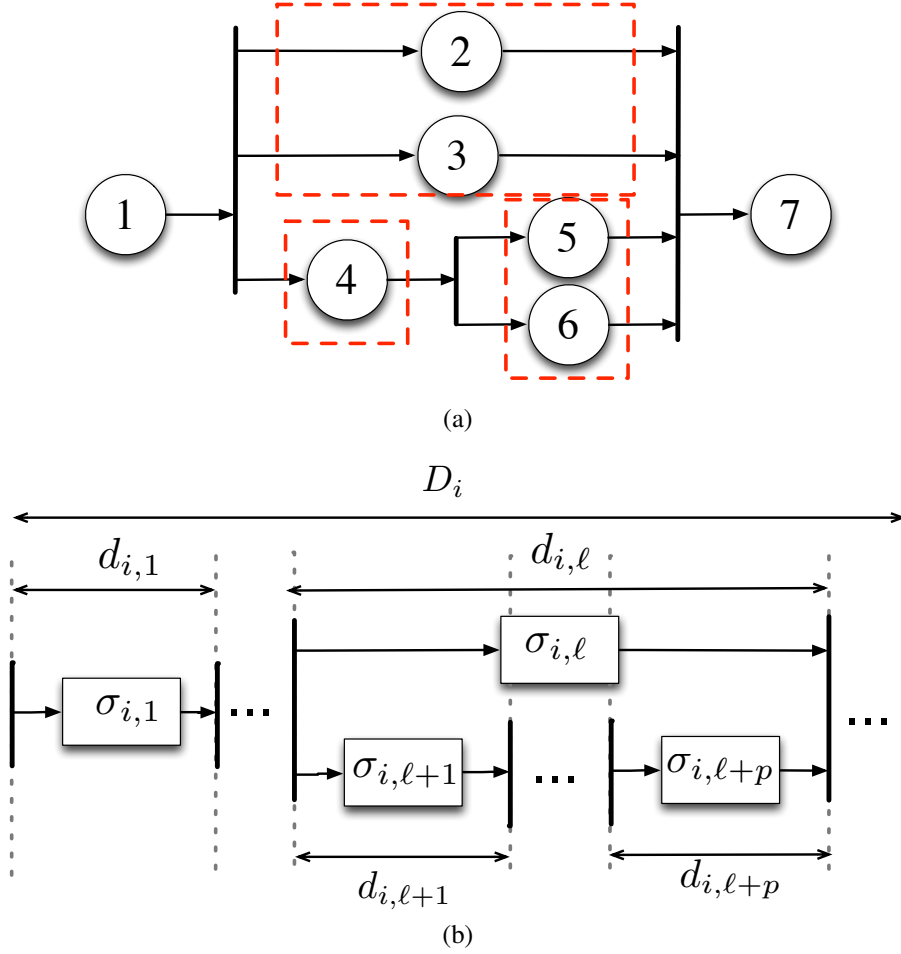 2
3
1
5
7
4
6
(a)
D_i
d_{i,1}
d_{i,ℓ}
σ_{i,ℓ}
σ_{i,1}
...
...
σ_{i,ℓ+1}
...
σ_{i,ℓ+p}
d_{i,ℓ+1}
d_{i,ℓ+p}
(b)